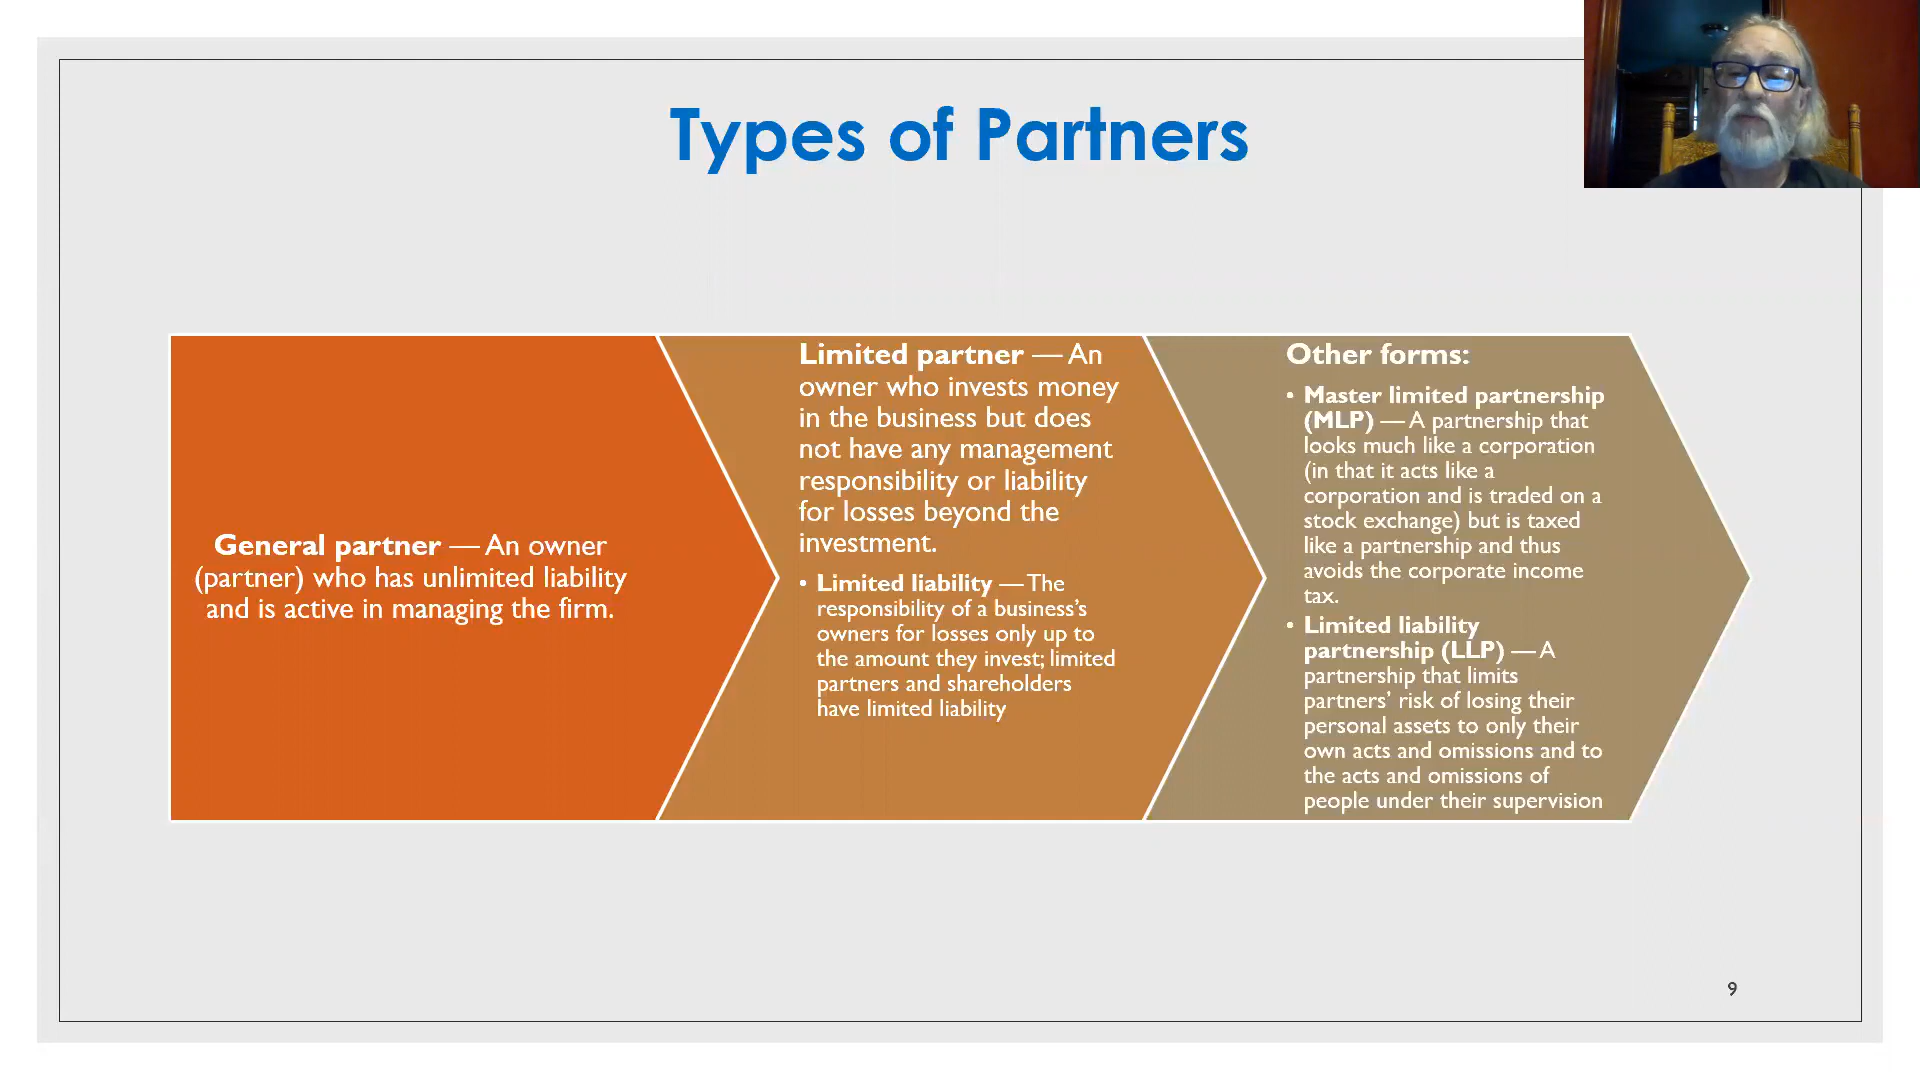 Types of Partners
General partner — An owner
(partner) who has unlimited liability
and is active in managing the firm.
Limited partner — An
owner who invests money
in the business but does
not have any management
responsibility or liability
for losses beyond the
investment.
• Limited liability — The
responsibility of a business’s
owners for losses only up to
the amount they invest; limited
partners and shareholders
have limited liability
Other forms:
• Master limited partnership
(MLP) — A partnership that
looks much like a corporation
(in that it acts like a
corporation and is traded on a
stock exchange) but is taxed
like a partnership and thus
avoids the corporate income
tax.
• Limited liability
partnership (LLP) — A
partnership that limits
partners’ risk of losing their
personal assets to only their
own acts and omissions and to
the acts and omissions of
people under their supervision
9